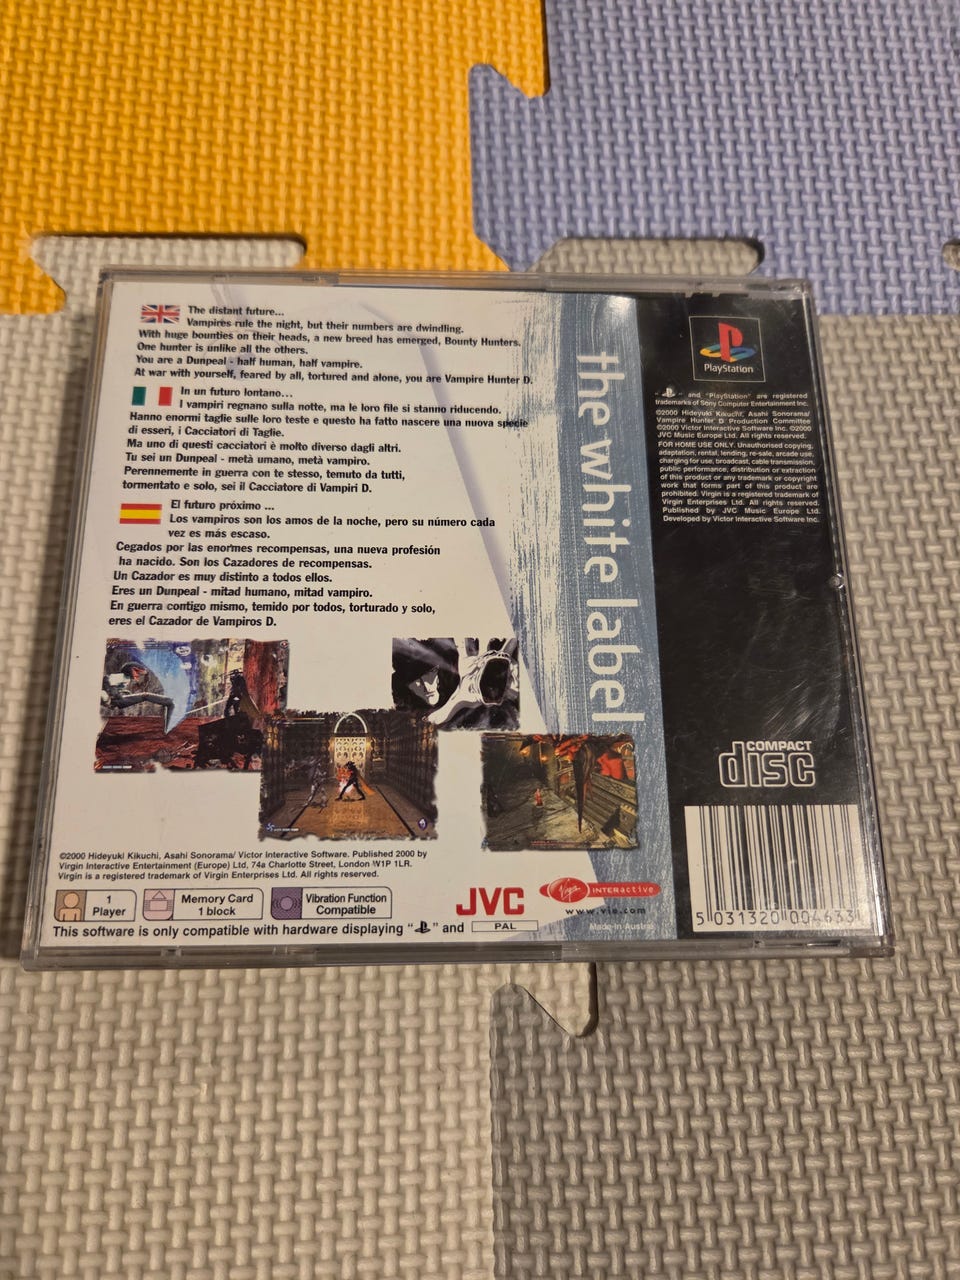 The distant future...
Vampires rule the night, but their numbers are dwindling.
With huge bounties on their heads, a new breed has emerged, Bounty Hunters.
One hunter is unlike all the others.
You are a Dunpeal - half human, half vampire.
At war with yourself, feared by all, tortured and alone, you are Vampire Hunter D.
In un futuro lontano...
I vampiri regnano sulla notte, ma le loro file si stanno riducendo.
Hanno enormi taglie sulle loro teste e questo ha fatto nascere una nuova specie
di esseri, i Cacciatori di Taglie.
Ma uno di questi cacciatori è molto diverso dagli altri.
Tu sei un Dunpeal - metà umano, metà vampiro.
Perennemente in guerra con te stesso, temuto da tutti,
tormentato e solo, sei il Cacciatore di Vampiri D.
El futuro próximo ...
Los vampiros son los amos de la noche, pero su número cada
vez es más escaso.
Cegados por las enormes recompensas, una nueva profesión
ha nacido. Son los Cazadores de recompensas.
Un Cazador es muy distinto a todos ellos.
Eres un Dunpeal - mitad humano, mitad vampiro.
En guerra contigo mismo, temido por todos, torturado y solo,
eres el Cazador de Vampiros D.
©2000 Hideyuki Kikuchi, Asahi Sonorama/ Victor Interactive Software. Published 2000 by
Virgin Interactive Entertainment (Europe) Ltd, 74a Charlotte Street, London W1P 1LR.
Virgin is a registered trademark of Virgin Enterprises Ltd. All rights reserved.
1
Player
Memory Card
1 block
Vibration Function
Compatible
This software is only compatible with hardware displaying " " and PAL
JVC
Virgin INTERactive
www.vie.com
Made in Austria
the white label
PlayStation
" " and "PlayStation" are registered
trademarks of Sony Computer Entertainment Inc.
©2000 Hideyuki Kikuchi, Asahi Sonorama/
Vampire Hunter D Production Committee
©2000 Victor Interactive Software Inc. ©2000
JVC Music Europe Ltd. All rights reserved.
FOR HOME USE ONLY. Unauthorised copying,
adaptation, rental, lending, re-sale, arcade use,
charging for use, broadcast, cable transmission,
public performance, distribution or extraction
of this product or any trademark or copyright
work that forms part of this product are
prohibited. Virgin is a registered trademark of
Virgin Enterprises Ltd. All rights reserved.
Published by JVC Music Europe Ltd.
Developed by Victor Interactive Software Inc.
COMPACT
disc
5 031320 004633